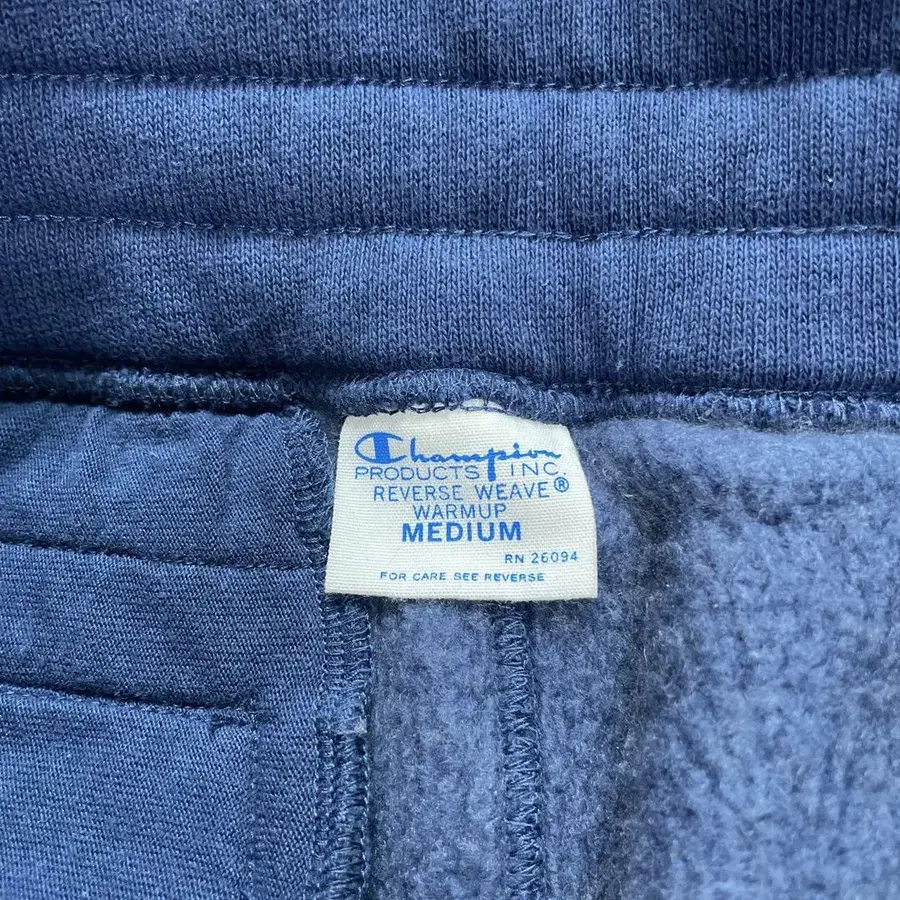 Champion
PRODUCTS INC.
REVERSE WEAVE®
WARMUP
MEDIUM
RN 26094
FOR CARE SEE REVERSE